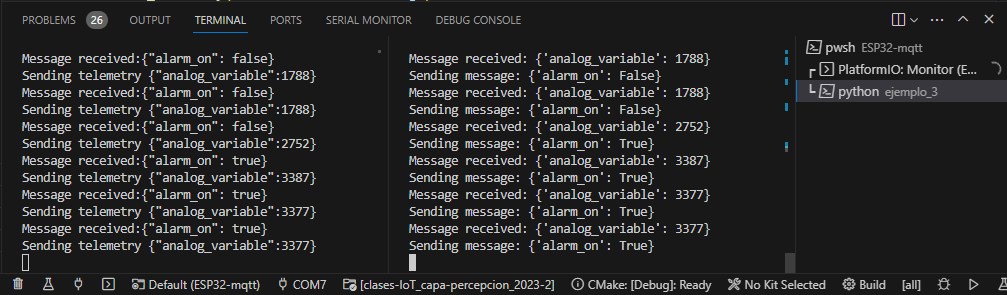 PROBLEMS 26 OUTPUT TERMINAL PORTS SERIAL MONITOR DEBUG CONSOLE
Message received:{"alarm_on": false}
Sending telemetry {"analog_variable":1788}
Message received:{"alarm_on": false}
Sending telemetry {"analog_variable":1788}
Message received:{"alarm_on": false}
Sending telemetry {"analog_variable":2752}
Message received:{"alarm_on": true}
Sending telemetry {"analog_variable":3387}
Message received:{"alarm_on": true}
Sending telemetry {"analog_variable":3377}
Message received:{"alarm_on": true}
Sending telemetry {"analog_variable":3377}
Message received: {'analog_variable': 1788}
Sending message: {'alarm_on': False}
Message received: {'analog_variable': 1788}
Sending message: {'alarm_on': False}
Message received: {'analog_variable': 2752}
Sending message: {'alarm_on': True}
Message received: {'analog_variable': 3387}
Sending message: {'alarm_on': True}
Message received: {'analog_variable': 3377}
Sending message: {'alarm_on': True}
Message received: {'analog_variable': 3377}
Sending message: {'alarm_on': True}
pwsh ESP32-mqtt
PlatformIO: Monitor (E...
python ejemplo_3
Default (ESP32-mqtt) COM7 [clases-IoT_capa-percepcion_2023-2] CMake: [Debug]: Ready No Kit Selected Build [all]